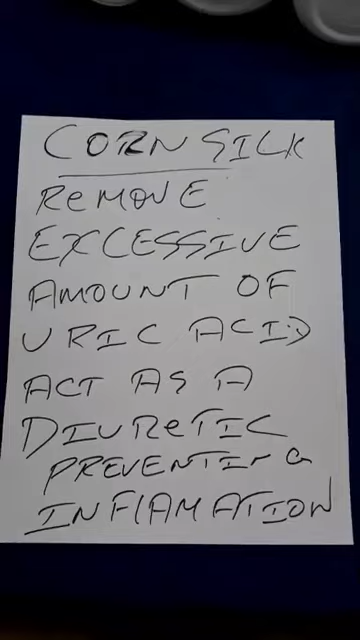 CORN SILK
REMOVE
EXCESSIVE
AMOUNT OF
URIC ACID
ACT AS A
DIURETIC
PREVENTING
INFLAMATION